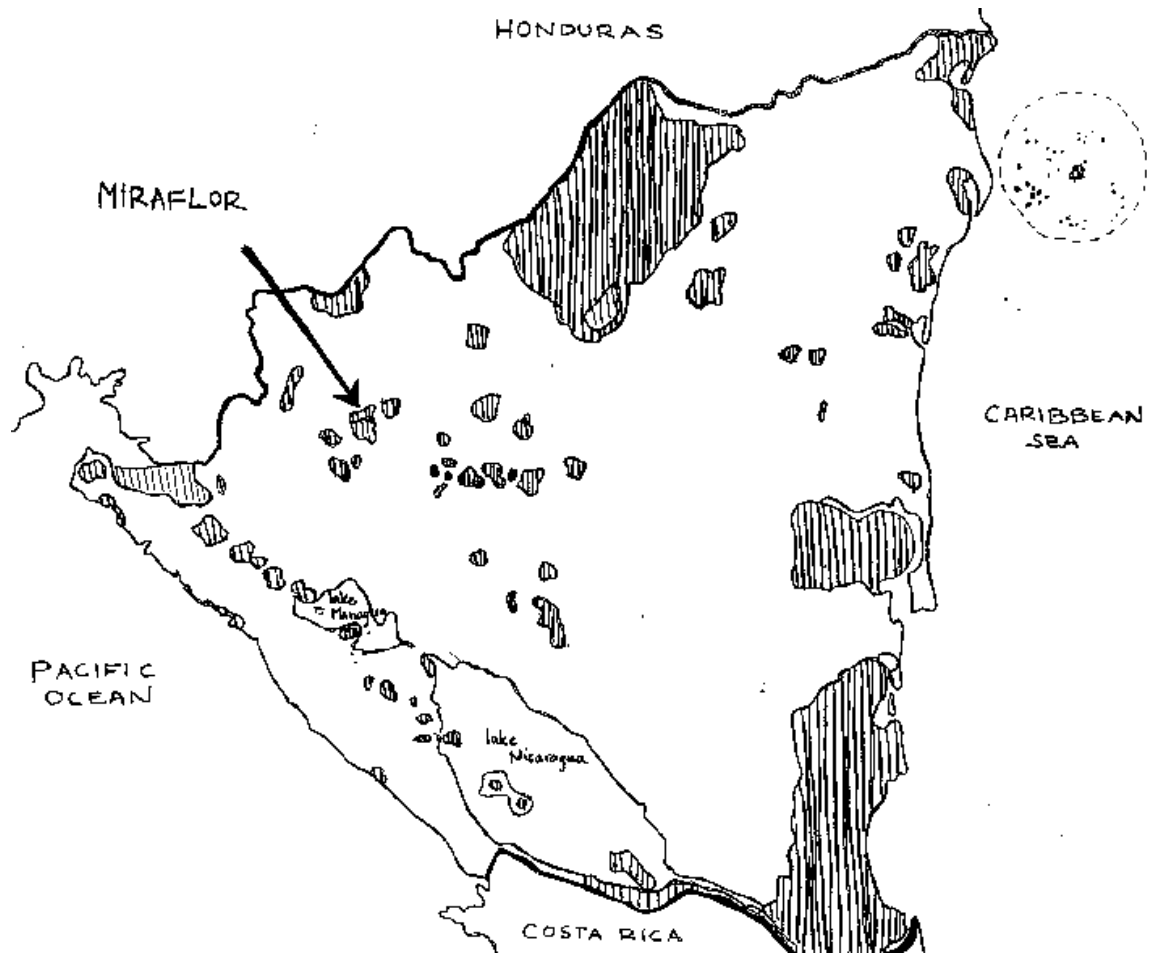 HONDURAS
MIRAFLOR
CARIBBEAN
SEA
lake
Managua
PACIFIC
OCEAN
lake
Nicaragua
COSTA RICA